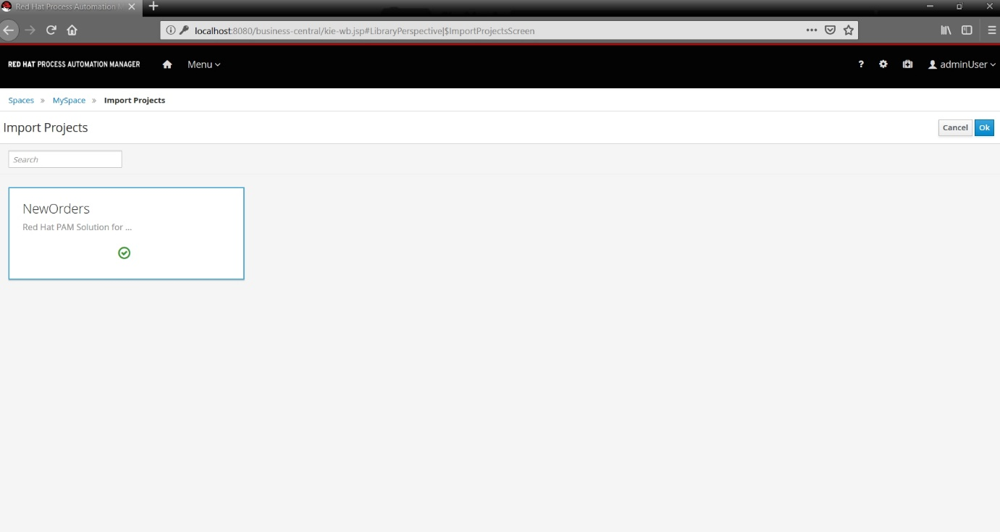 Red Hat Process Automation M
localhost:8080/business-central/kie-wb.jsp#LibraryPerspective|$ImportProjectsScreen
RED HAT PROCESS AUTOMATION MANAGER
Menu
?
adminUser
Spaces » MySpace » Import Projects
Import Projects
Cancel
Ok
Search
NewOrders
Red Hat PAM Solution for ...